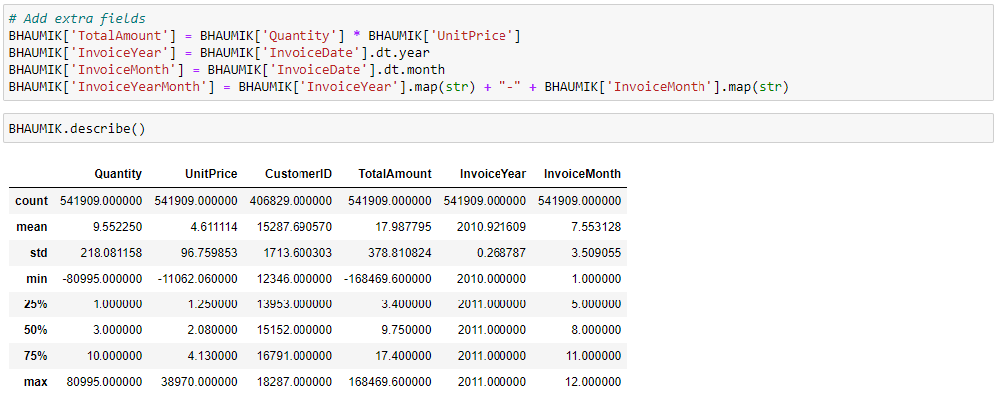 # Add extra fields
BHAUMIK['TotalAmount'] = BHAUMIK['Quantity'] * BHAUMIK['UnitPrice']
BHAUMIK['InvoiceYear'] = BHAUMIK['InvoiceDate'].dt.year
BHAUMIK['InvoiceMonth'] = BHAUMIK['InvoiceDate'].dt.month
BHAUMIK['InvoiceYearMonth'] = BHAUMIK['InvoiceYear'].map(str) + "-" + BHAUMIK['InvoiceMonth'].map(str)
BHAUMIK.describe()
Quantity UnitPrice CustomerID TotalAmount InvoiceYear InvoiceMonth
count 541909.000000 541909.000000 406829.000000 541909.000000 541909.000000 541909.000000
mean 9.552250 4.611114 15287.690570 17.987795 2010.921609 7.553128
std 218.081158 96.759853 1713.600303 378.810824 0.268787 3.509055
min -80995.000000 -11062.060000 12346.000000 -168469.600000 2010.000000 1.000000
25% 1.000000 1.250000 13953.000000 3.400000 2011.000000 5.000000
50% 3.000000 2.080000 15152.000000 9.750000 2011.000000 8.000000
75% 10.000000 4.130000 16791.000000 17.400000 2011.000000 11.000000
max 80995.000000 38970.000000 18287.000000 168469.600000 2011.000000 12.000000